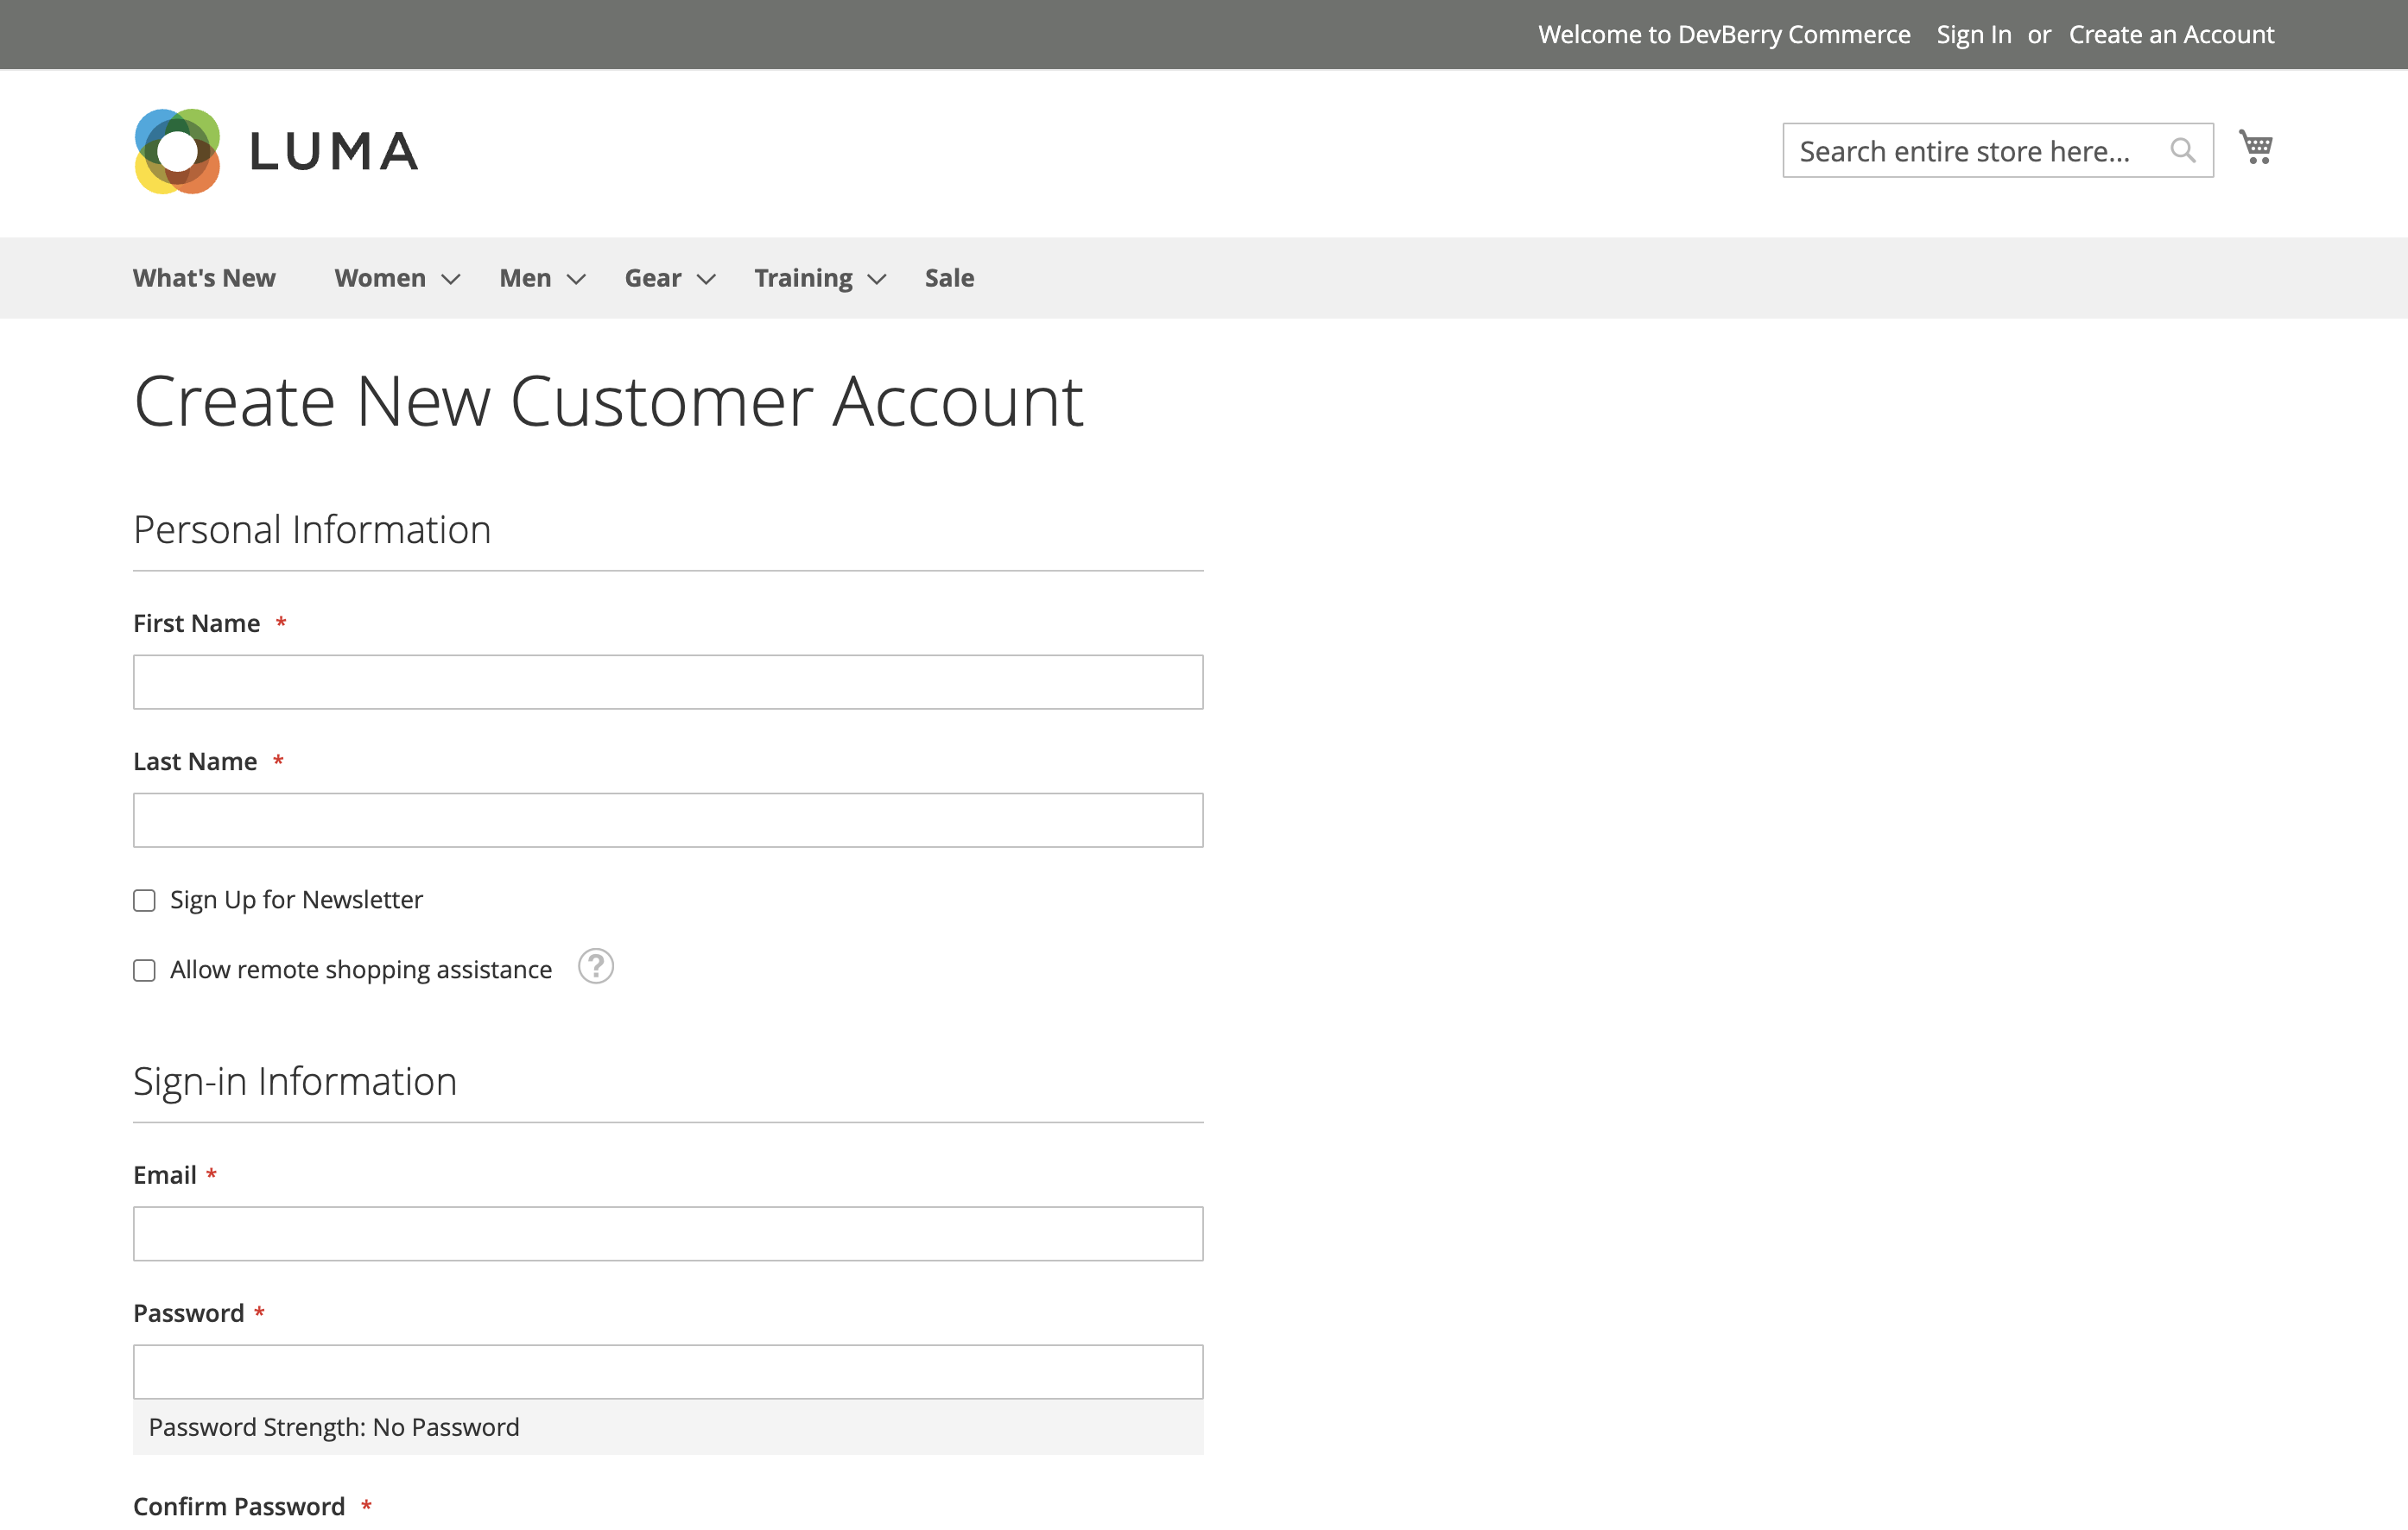 Welcome to DevBerry Commerce Sign In or Create an Account
LUMA
Search entire store here...
What's New Women Men Gear Training Sale
Create New Customer Account
Personal Information
First Name *
Last Name *
Sign Up for Newsletter
Allow remote shopping assistance ?
Sign-in Information
Email *
Password *
Password Strength: No Password
Confirm Password *